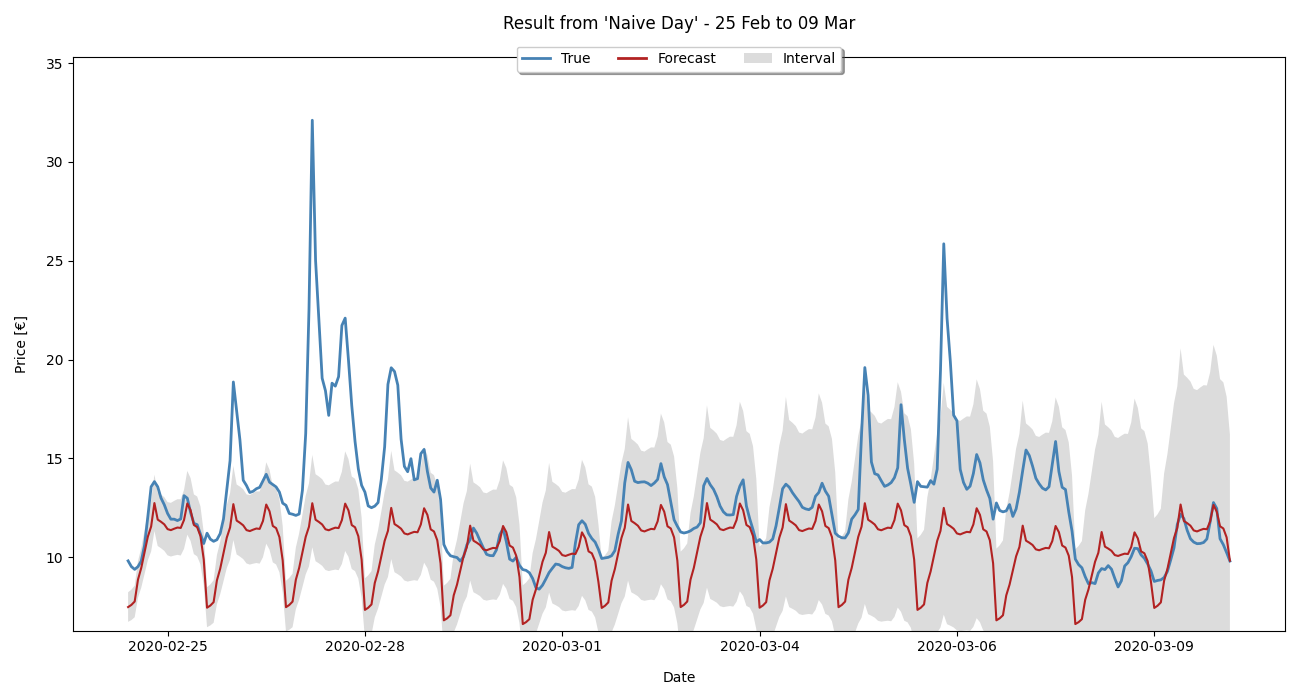 Result from 'Naive Day' - 25 Feb to 09 Mar
True Forecast Interval
35
30
25
20
15
10
Price [€]
2020-02-25 2020-02-28 2020-03-01 2020-03-04 2020-03-06 2020-03-09
Date